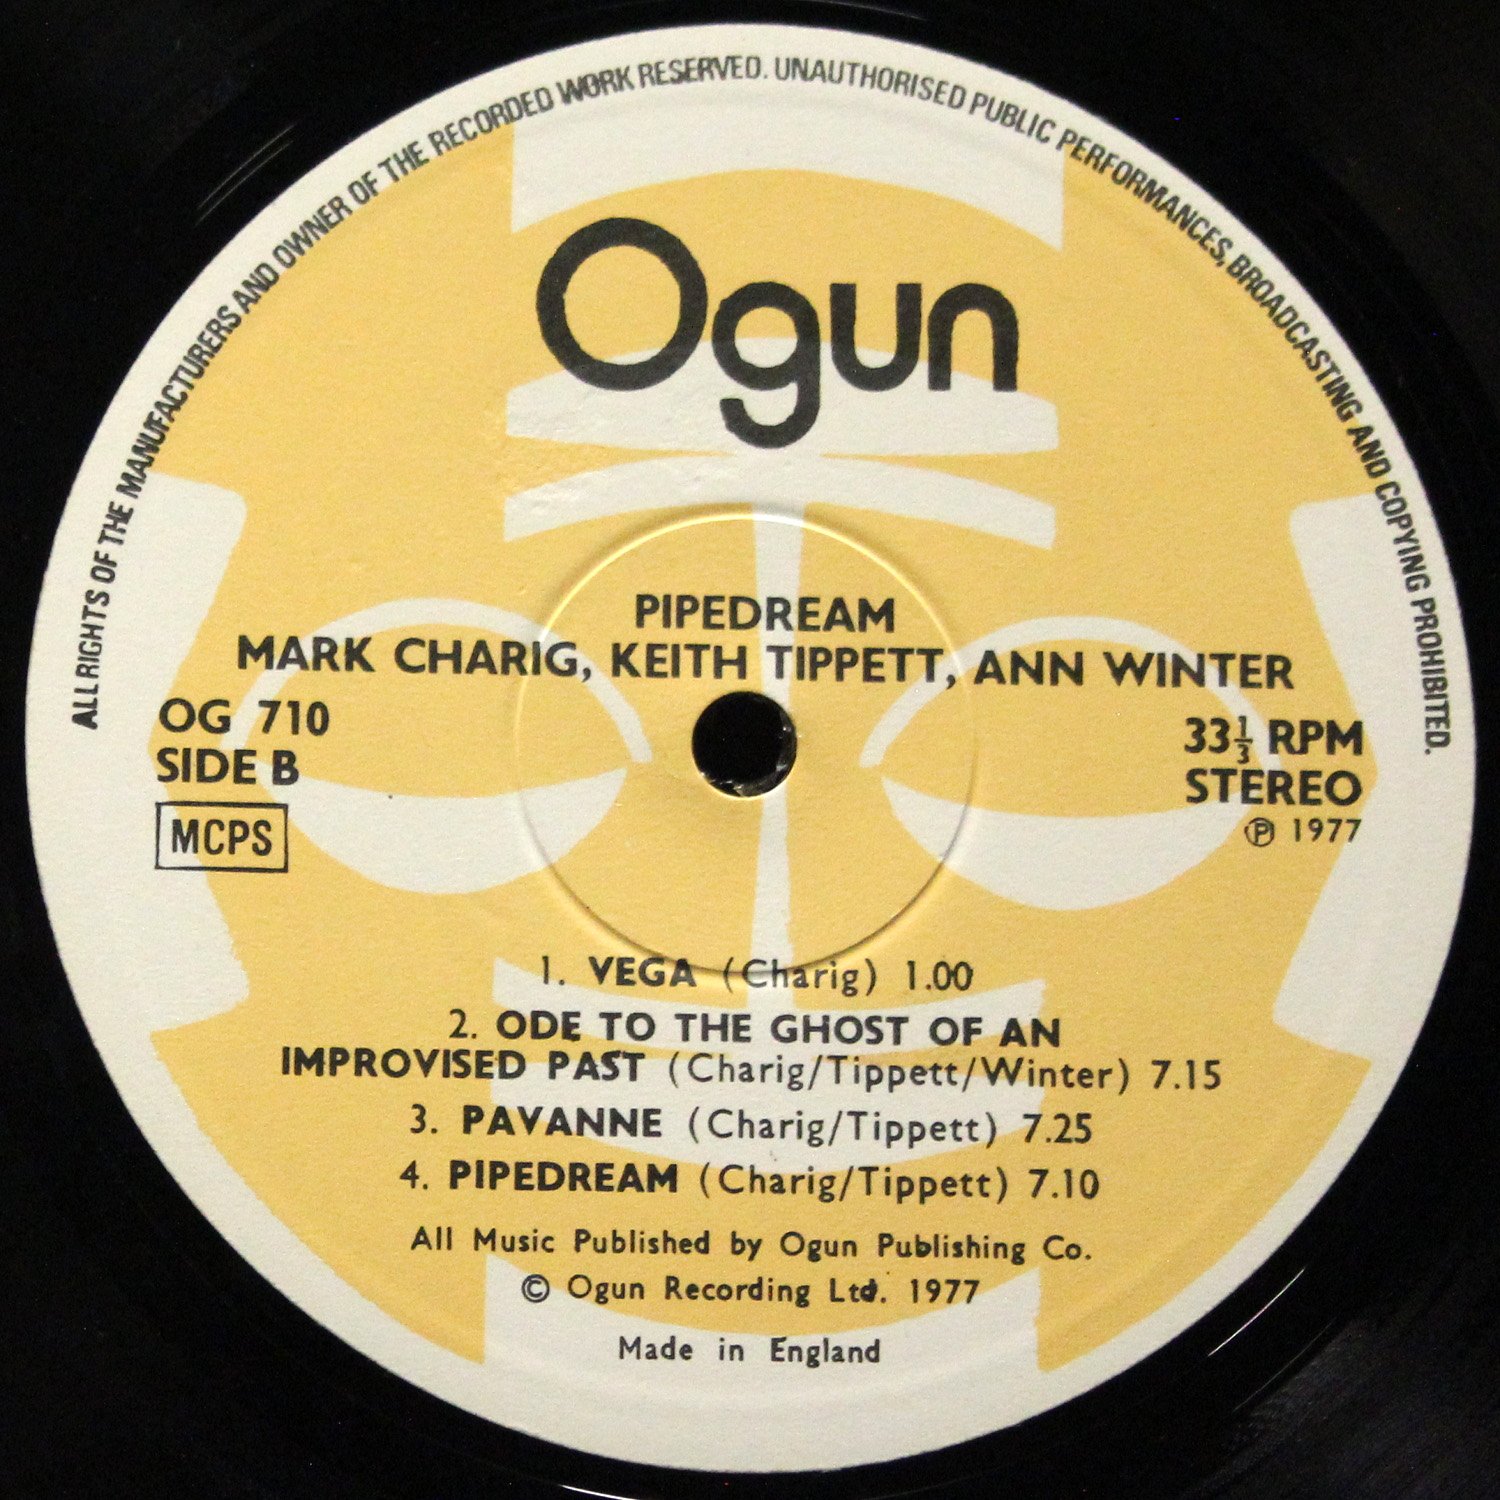 ALL RIGHTS OF THE MANUFACTURERS AND OWNER OF THE RECORDED WORK RESERVED. UNAUTHORISED PUBLIC PERFORMANCES, BROADCASTING AND COPYING PROHIBITED.
Ogun
PIPEDREAM
MARK CHARIG, KEITH TIPPETT, ANN WINTER
OG 710
SIDE B
MCPS
33⅓ RPM
STEREO
℗ 1977
1. VEGA (Charig) 1.00
2. ODE TO THE GHOST OF AN
IMPROVISED PAST (Charig/Tippett/Winter) 7.15
3. PAVANNE (Charig/Tippett) 7.25
4. PIPEDREAM (Charig/Tippett) 7.10
All Music Published by Ogun Publishing Co.
© Ogun Recording Ltd. 1977
Made in England